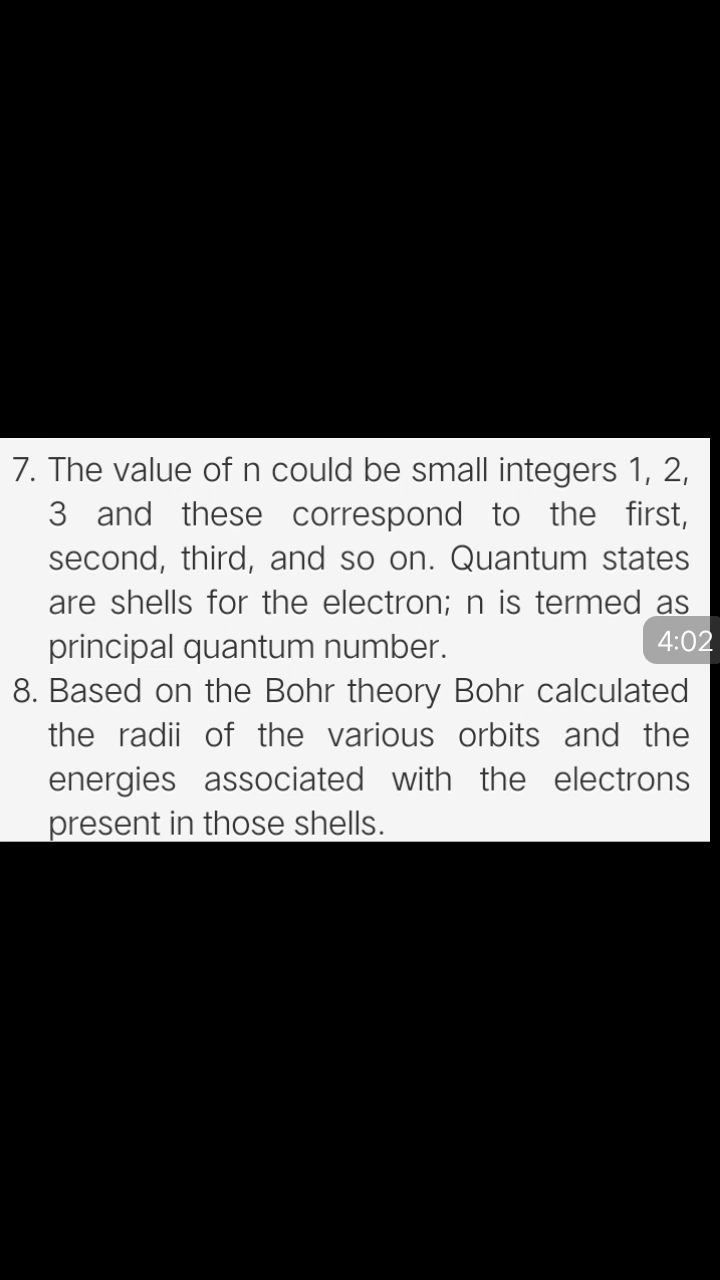 7. The value of n could be small integers 1, 2,
3 and these correspond to the first,
second, third, and so on. Quantum states
are shells for the electron; n is termed as
principal quantum number.
4:02
8. Based on the Bohr theory Bohr calculated
the radii of the various orbits and the
energies associated with the electrons
present in those shells.